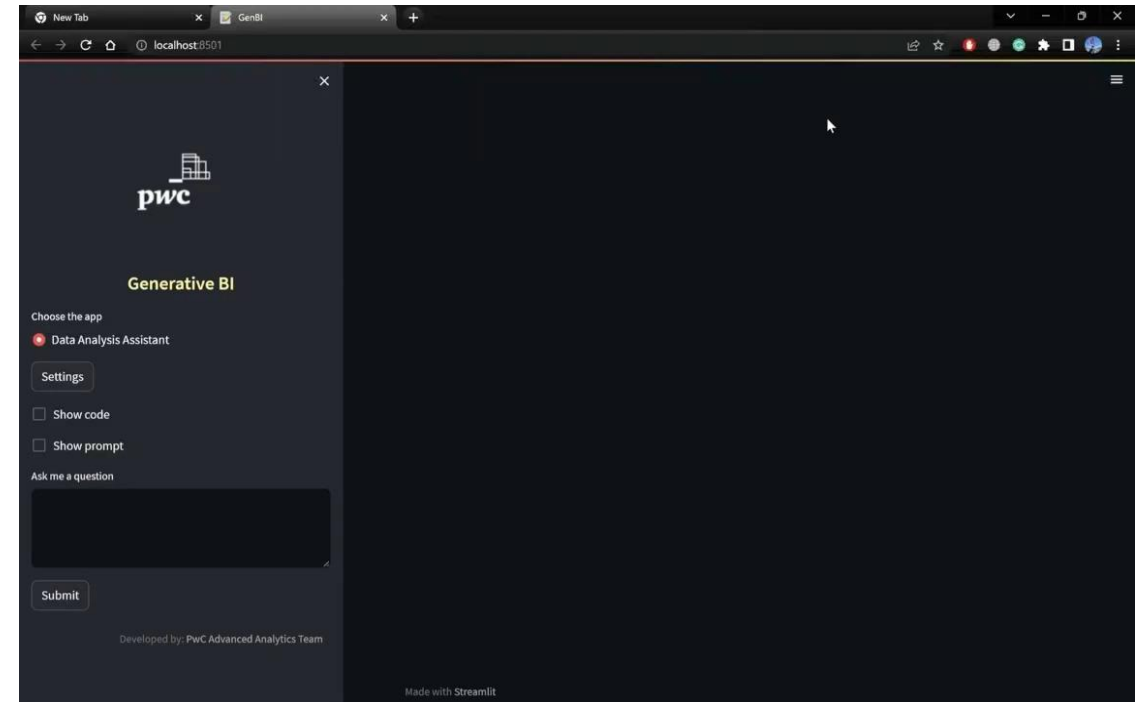 New Tab
GenBI
localhost:8501
pwc
Generative BI
Choose the app
Data Analysis Assistant
Settings
Show code
Show prompt
Ask me a question
Submit
Developed by: PwC Advanced Analytics Team
Made with Streamlit